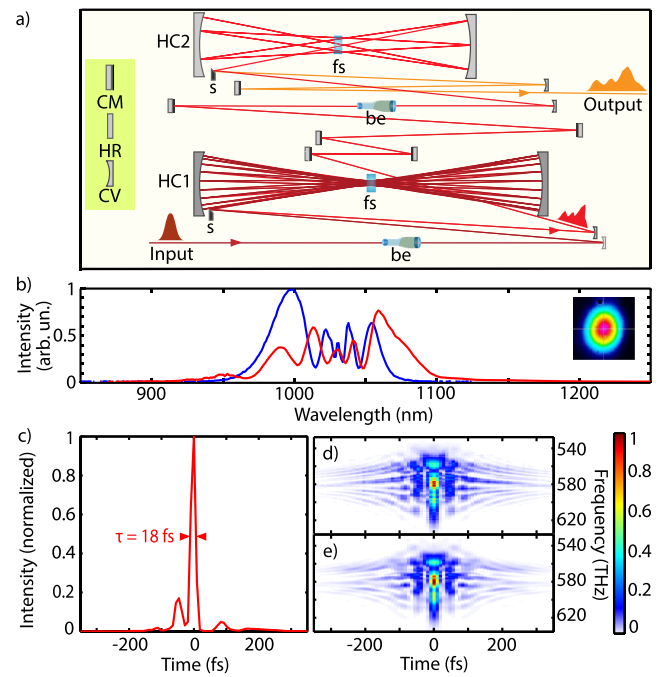 a)
HC2
fs
CM
HR
CV
s
be
Output
HC1
fs
s
Input
be
b)
Intensity
(arb. un.)
1
0.5
0
900
1000
1100
1200
Wavelength (nm)
c)
Intensity (normalized)
1
0.8
0.6
0.4
0.2
0
τ = 18 fs
-200
0
200
Time (fs)
d)
540
580
620
e)
540
580
620
Frequency (THz)
-200
0
200
Time (fs)
1
0.8
0.6
0.4
0.2
0